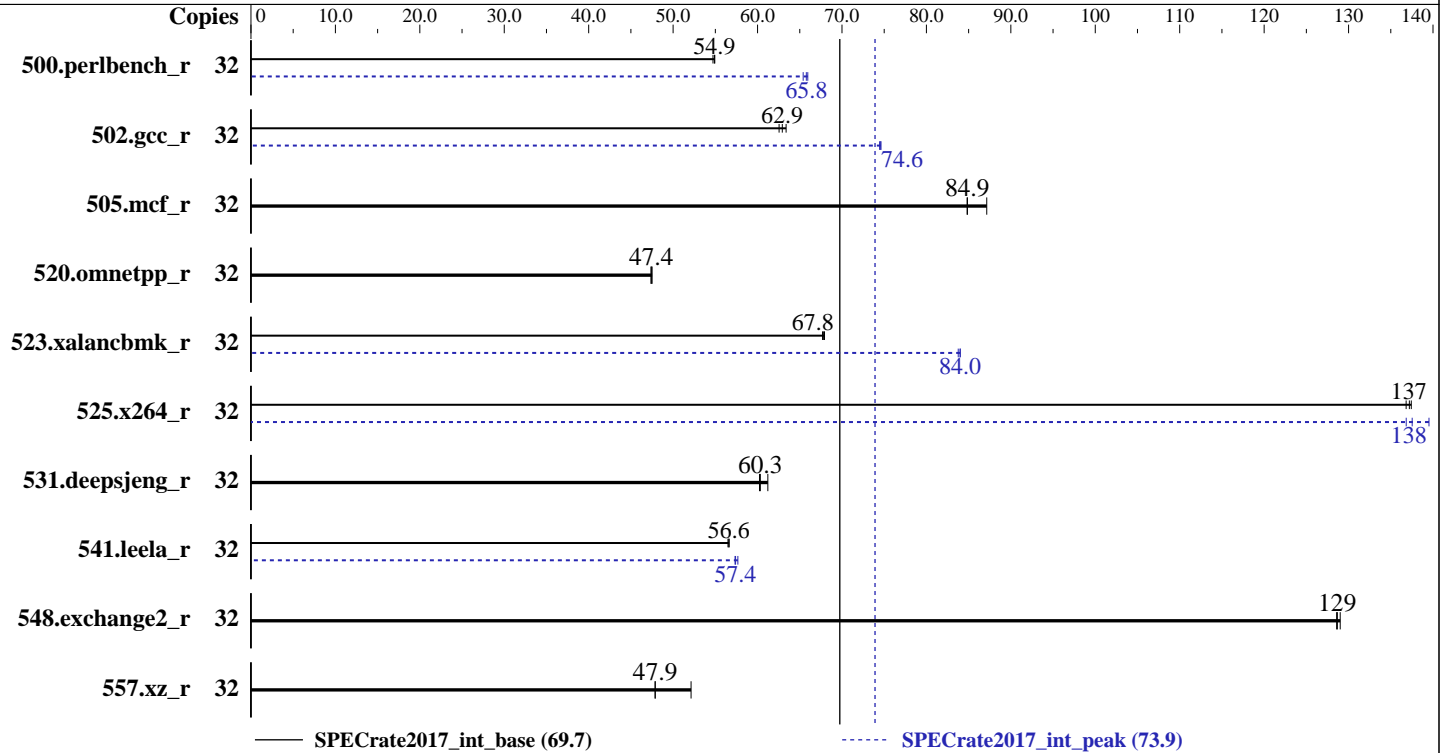 Copies 0 10.0 20.0 30.0 40.0 50.0 60.0 70.0 80.0 90.0 100 110 120 130 140
54.9
500.perlbench_r 32
65.8
62.9
502.gcc_r 32
74.6
84.9
505.mcf_r 32
47.4
520.omnetpp_r 32
67.8
523.xalancbmk_r 32
84.0
137
525.x264_r 32
138
60.3
531.deepsjeng_r 32
56.6
541.leela_r 32
57.4
129
548.exchange2_r 32
47.9
557.xz_r 32
SPECrate2017_int_base (69.7) SPECrate2017_int_peak (73.9)